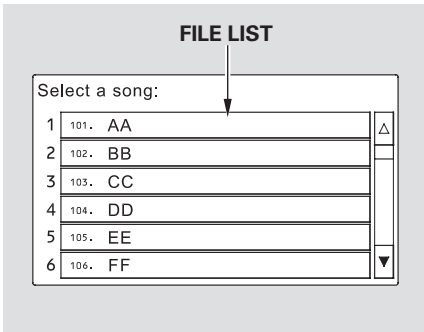 FILE LIST
Select a song:
1 101. AA
2 102. BB
3 103. CC
4 104. DD
5 105. EE
6 106. FF